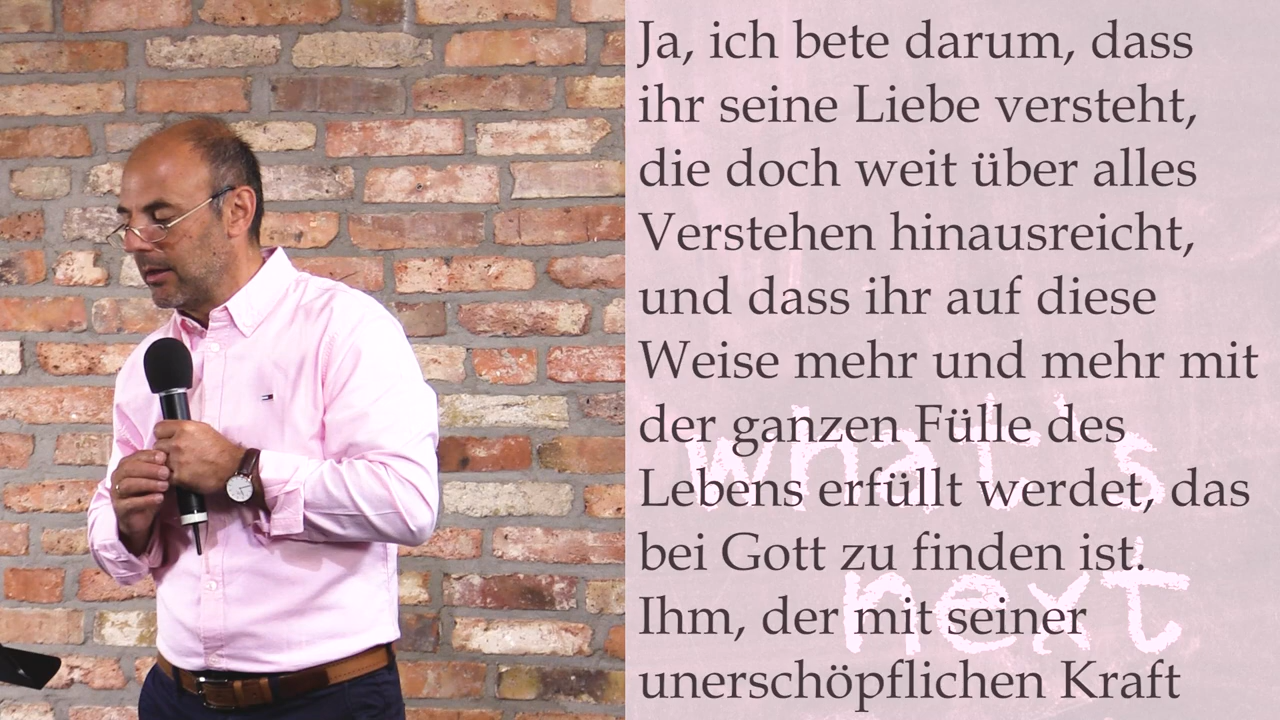 Ja, ich bete darum, dass
ihr seine Liebe versteht,
die doch weit über alles
Verstehen hinausreicht,
und dass ihr auf diese
Weise mehr und mehr mit
der ganzen Fülle des
Lebens erfüllt werdet, das
bei Gott zu finden ist.
Ihm, der mit seiner
unerschöpflichen Kraft
what's
next